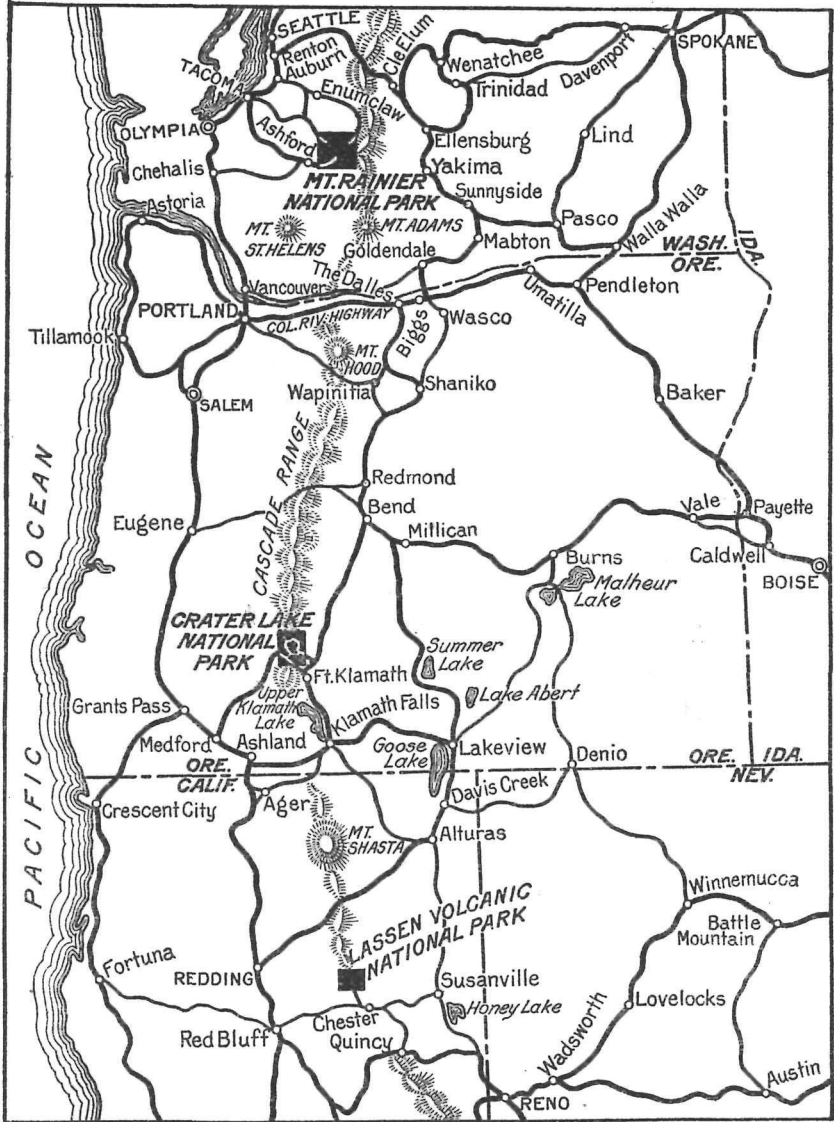 SEATTLE
Renton
Auburn
TACOMA
Enumclaw
OLYMPIA
Ashford
Chehalis
MT. RAINIER
NATIONAL PARK
CleElum
Wenatchee
Trinidad
Davenport
SPOKANE
Ellensburg
Lind
Yakima
Sunnyside
Pasco
Walla Walla
Mabton
Astoria
MT.
ST. HELENS
MT. ADAMS
Goldendale
WASH.
ORE.
IDA.
Vancouver
The Dalles
Umatilla
Pendleton
PORTLAND
COL. RIV. HIGHWAY
Biggs
Wasco
Tillamook
MT.
HOOD
Wapinitia
Shaniko
SALEM
Baker
CASCADE RANGE
Redmond
Bend
Millican
Eugene
Vale
Payette
Burns
Caldwell
BOISE
Malheur
Lake
CRATER LAKE
NATIONAL
PARK
Summer
Lake
Ft. Klamath
Lake Abert
Upper
Klamath
Lake
Klamath Falls
Grants Pass
Medford
Ashland
Goose
Lake
Lakeview
Denio
ORE.
CALIF.
ORE. IDA.
NEV.
Crescent City
Ager
Davis Creek
Alturas
MT.
SHASTA
PACIFIC OCEAN
Winnemucca
Battle
Mountain
LASSEN VOLCANIC
NATIONAL PARK
Fortuna
REDDING
Susanville
Honey Lake
Lovelocks
Red Bluff
Chester
Quincy
Wadsworth
RENO
Austin